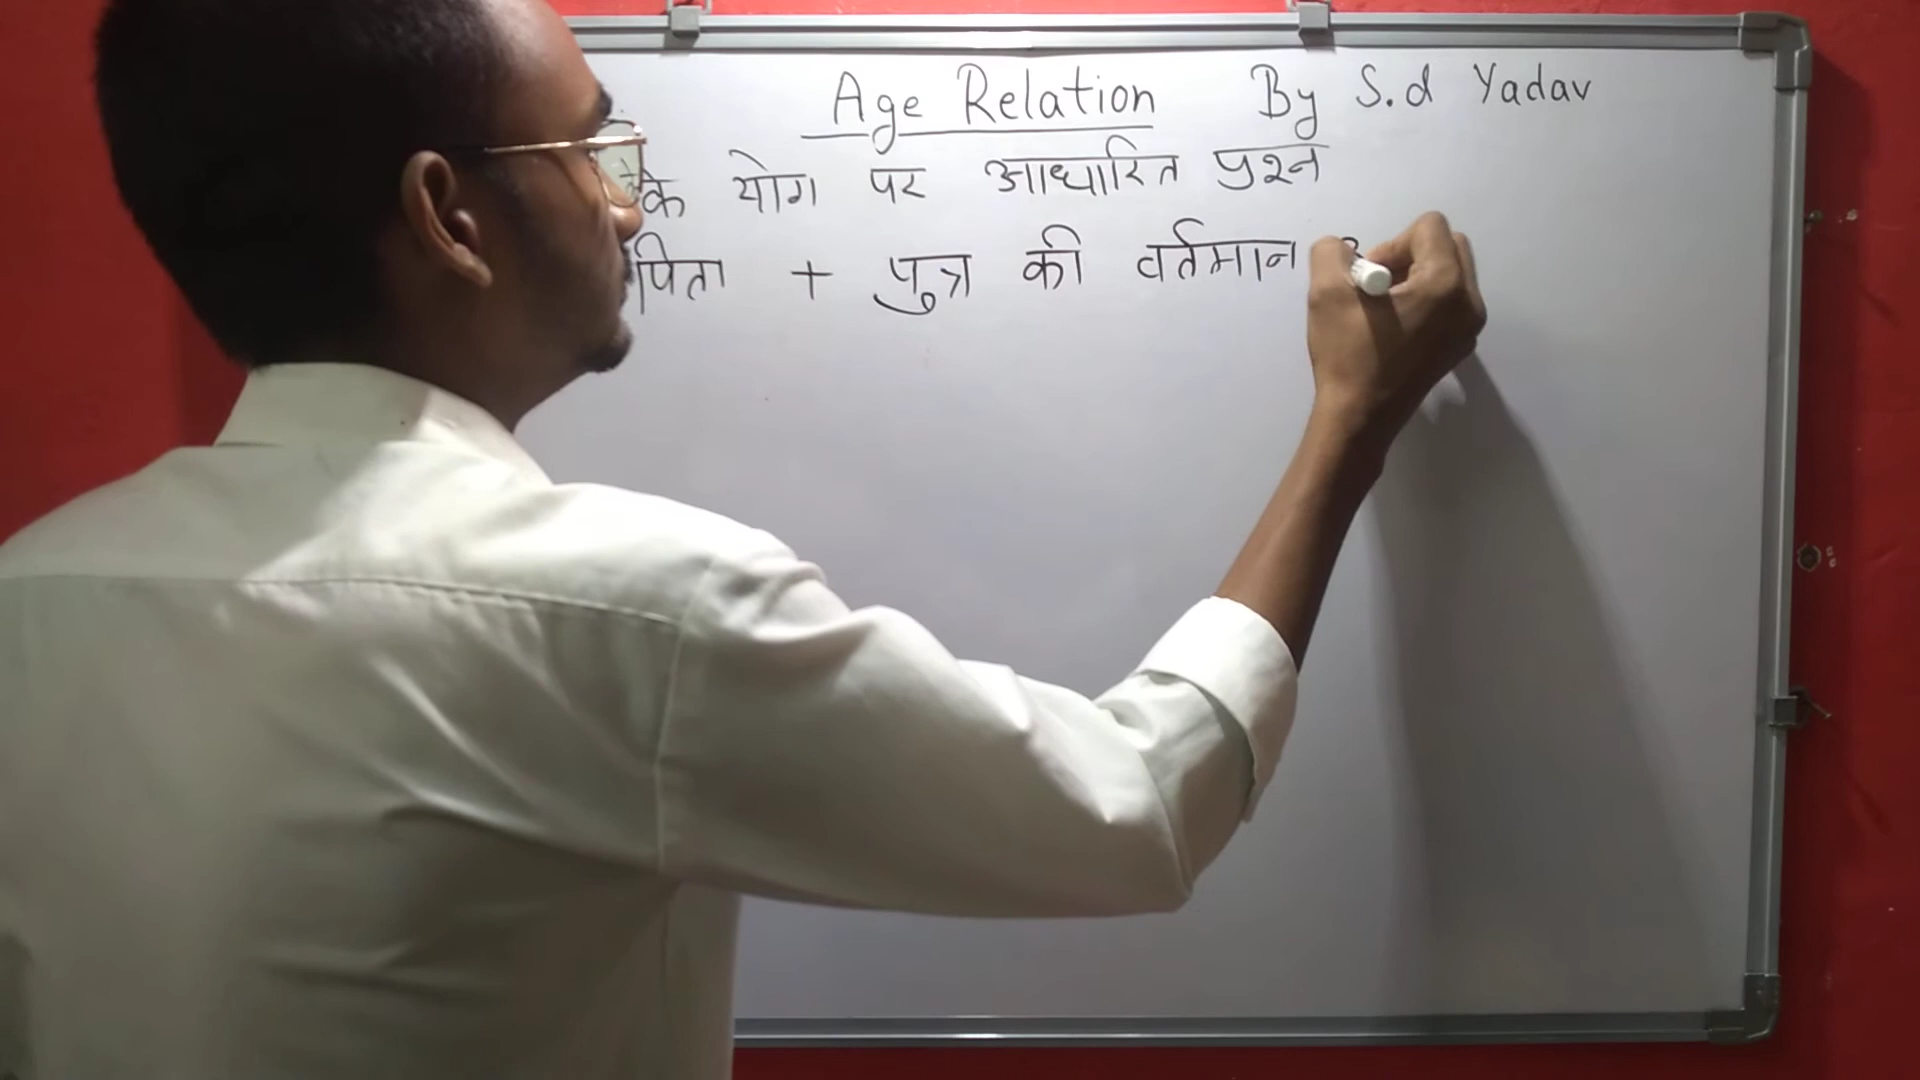 Age Relation By S.d Yadav
के योग पर आधारित प्रश्न
पिता + पुत्र की वर्तमान